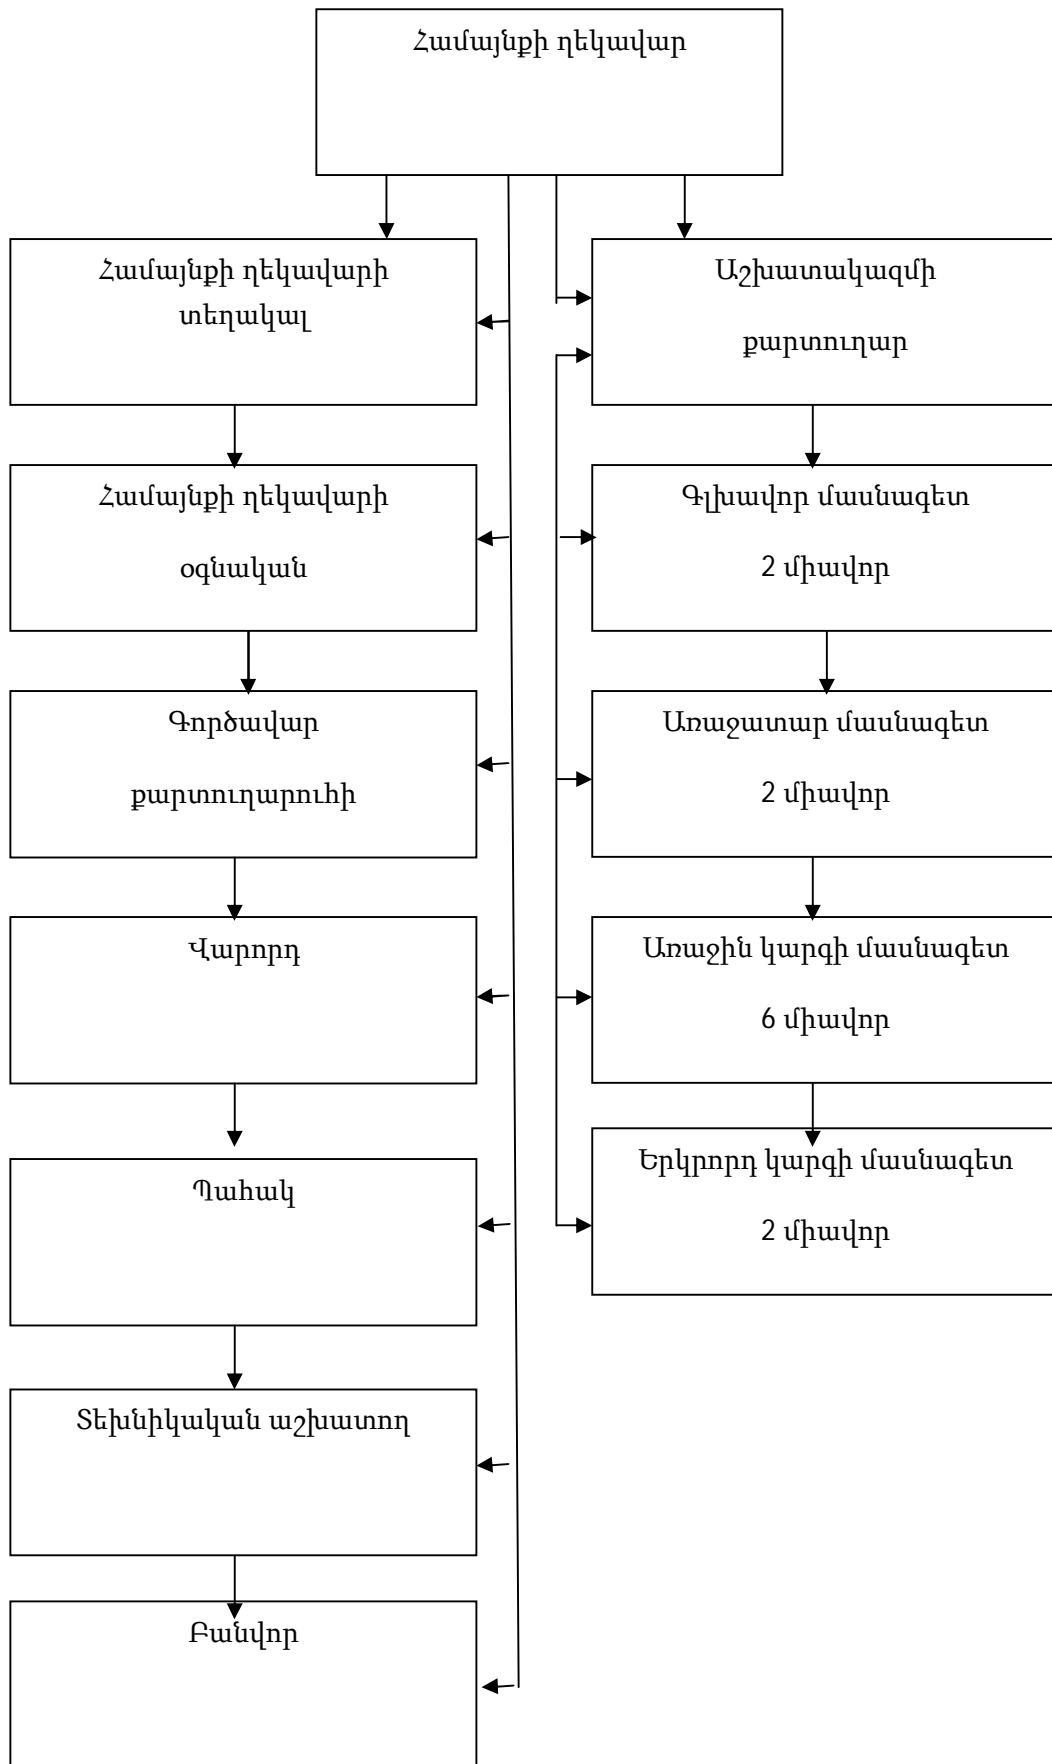 Համայնքի ղեկավար
Համայնքի ղեկավարի
տեղակալ
Համայնքի ղեկավարի
օգնական
Գործավար
քարտուղարուհի
Վարորդ
Պահակ
Տեխնիկական աշխատող
Բանվոր
Աշխատակազմի
քարտուղար
Գլխավոր մասնագետ
2 միավոր
Առաջատար մասնագետ
2 միավոր
Առաջին կարգի մասնագետ
6 միավոր
Երկրորդ կարգի մասնագետ
2 միավոր